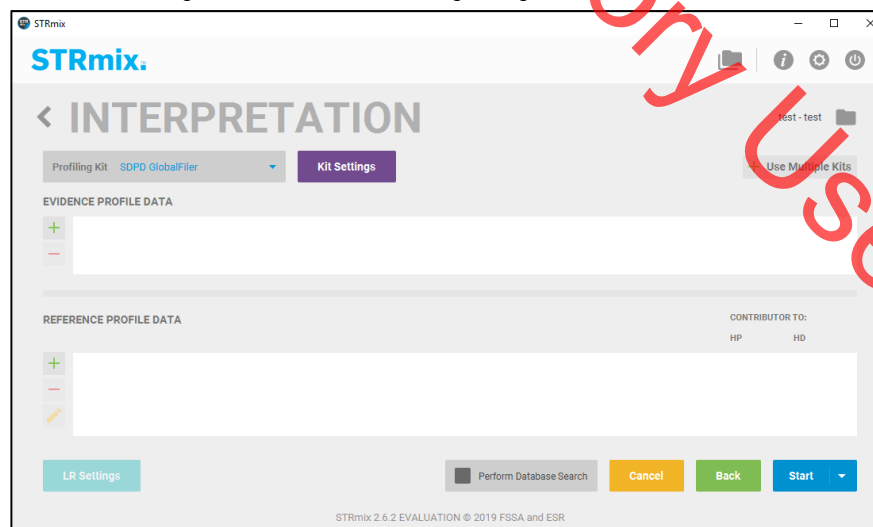 STRmix
STRmix
INTERPRETATION
test - test
Profiling Kit SDPD GlobalFiler
Kit Settings
+ Use Multiple Kits
EVIDENCE PROFILE DATA
REFERENCE PROFILE DATA
CONTRIBUTOR TO:
HP HD
LR Settings
Perform Database Search
Cancel
Back
Start
STRmix 2.6.2 EVALUATION © 2019 FSSA and ESR
ory Use